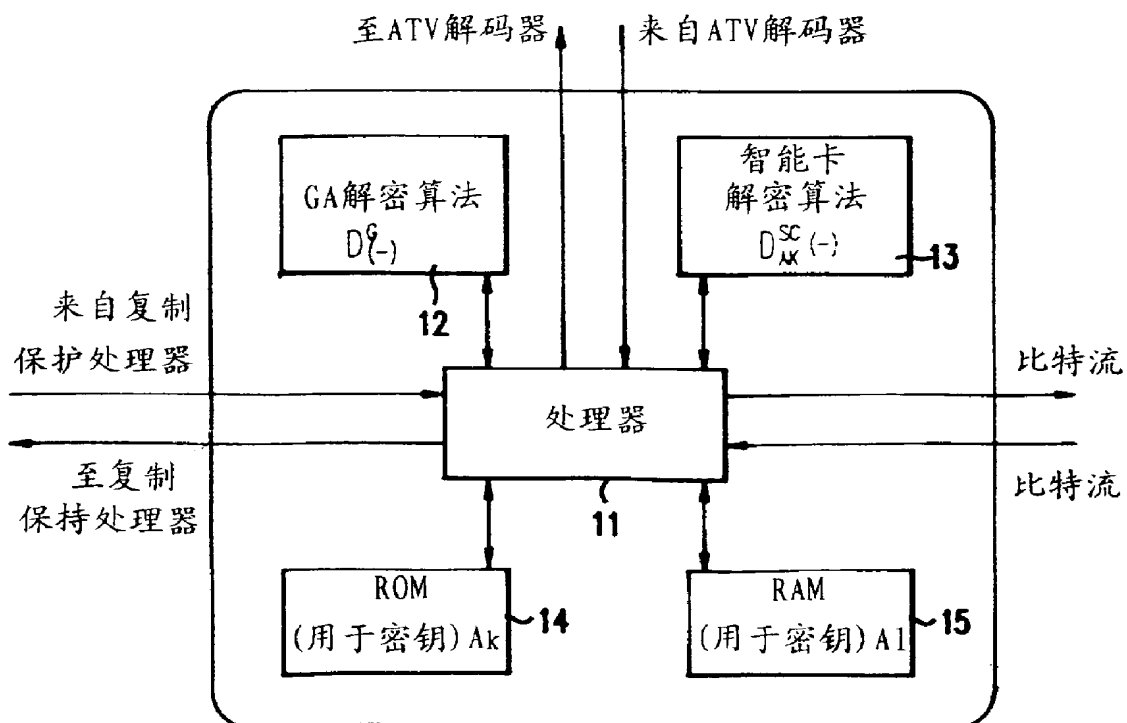 至ATV解码器
来自ATV解码器
GA解密算法
D^G(-)
12
智能卡
解密算法
D^SC_AK(-)
13
来自复制
保护处理器
至复制
保持处理器
处理器
11
比特流
比特流
ROM
(用于密钥)Ak
14
RAM
(用于密钥)A1
15